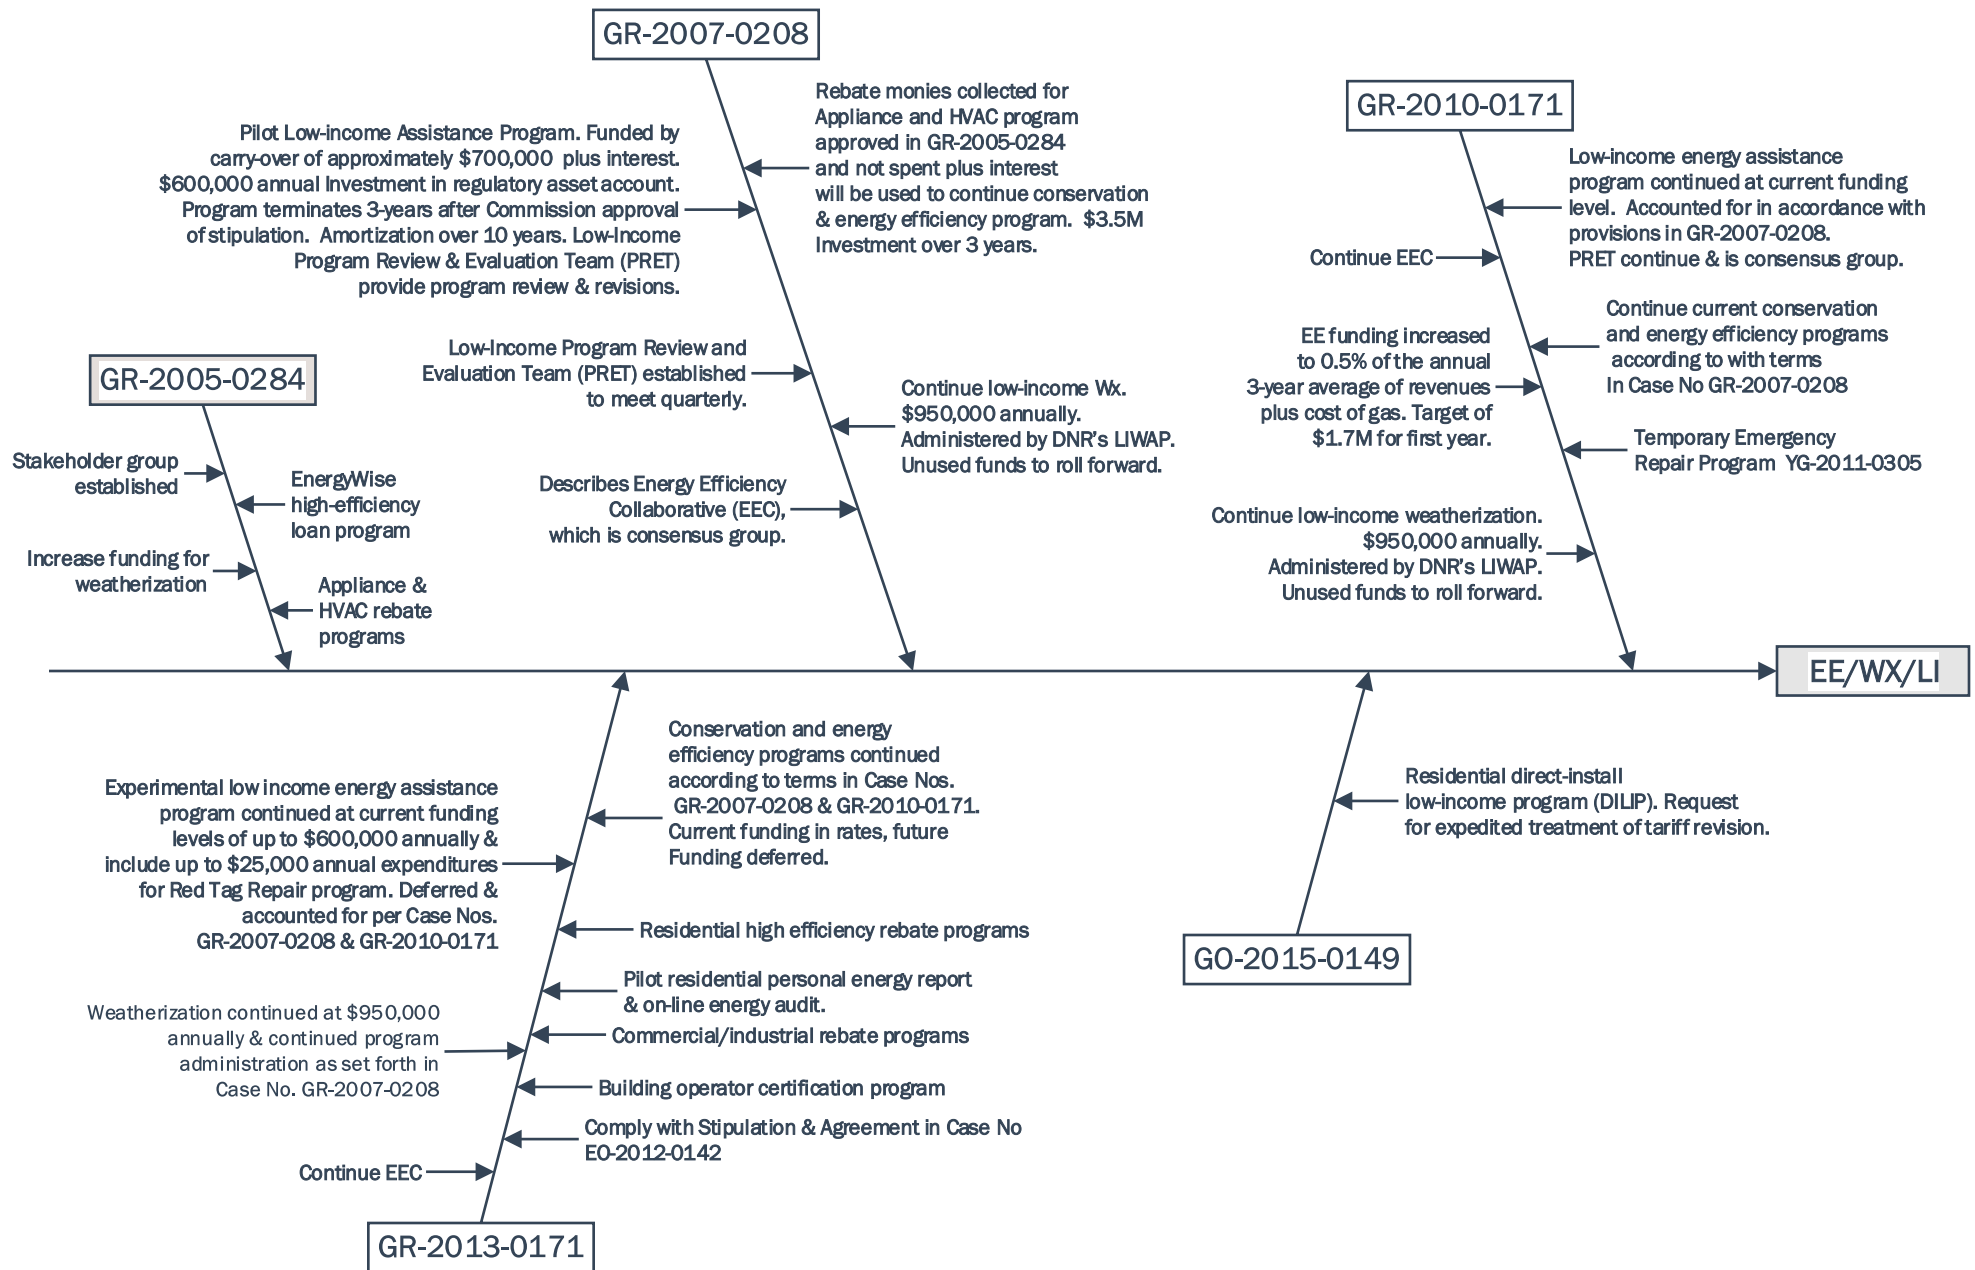 GR-2007-0208
Pilot Low-income Assistance Program. Funded by
carry-over of approximately $700,000 plus interest.
$600,000 annual Investment in regulatory asset account.
Program terminates 3-years after Commission approval
of stipulation. Amortization over 10 years. Low-Income
Program Review & Evaluation Team (PRET)
provide program review & revisions.
Rebate monies collected for
Appliance and HVAC program
approved in GR-2005-0284
and not spent plus interest
will be used to continue conservation
& energy efficiency program. $3.5M
Investment over 3 years.
Low-Income Program Review and
Evaluation Team (PRET) established
to meet quarterly.
Continue low-income Wx.
$950,000 annually.
Administered by DNR's LIWAP.
Unused funds to roll forward.
Describes Energy Efficiency
Collaborative (EEC),
which is consensus group.
GR-2010-0171
Low-income energy assistance
program continued at current funding
level. Accounted for in accordance with
provisions in GR-2007-0208.
PRET continue & is consensus group.
Continue EEC
Continue current conservation
and energy efficiency programs
according to with terms
In Case No GR-2007-0208
EE funding increased
to 0.5% of the annual
3-year average of revenues
plus cost of gas. Target of
$1.7M for first year.
Temporary Emergency
Repair Program YG-2011-0305
Continue low-income weatherization.
$950,000 annually.
Administered by DNR's LIWAP.
Unused funds to roll forward.
GR-2005-0284
Stakeholder group
established
EnergyWise
high-efficiency
loan program
Increase funding for
weatherization
Appliance &
HVAC rebate
programs
EE/WX/LI
Conservation and energy
efficiency programs continued
according to terms in Case Nos.
GR-2007-0208 & GR-2010-0171.
Current funding in rates, future
Funding deferred.
Experimental low income energy assistance
program continued at current funding
levels of up to $600,000 annually &
include up to $25,000 annual expenditures
for Red Tag Repair program. Deferred &
accounted for per Case Nos.
GR-2007-0208 & GR-2010-0171
Residential high efficiency rebate programs
Pilot residential personal energy report
& on-line energy audit.
Commercial/industrial rebate programs
Weatherization continued at $950,000
annually & continued program
administration as set forth in
Case No. GR-2007-0208
Building operator certification program
Comply with Stipulation & Agreement in Case No
EO-2012-0142
Continue EEC
GR-2013-0171
Residential direct-install
low-income program (DILIP). Request
for expedited treatment of tariff revision.
GO-2015-0149